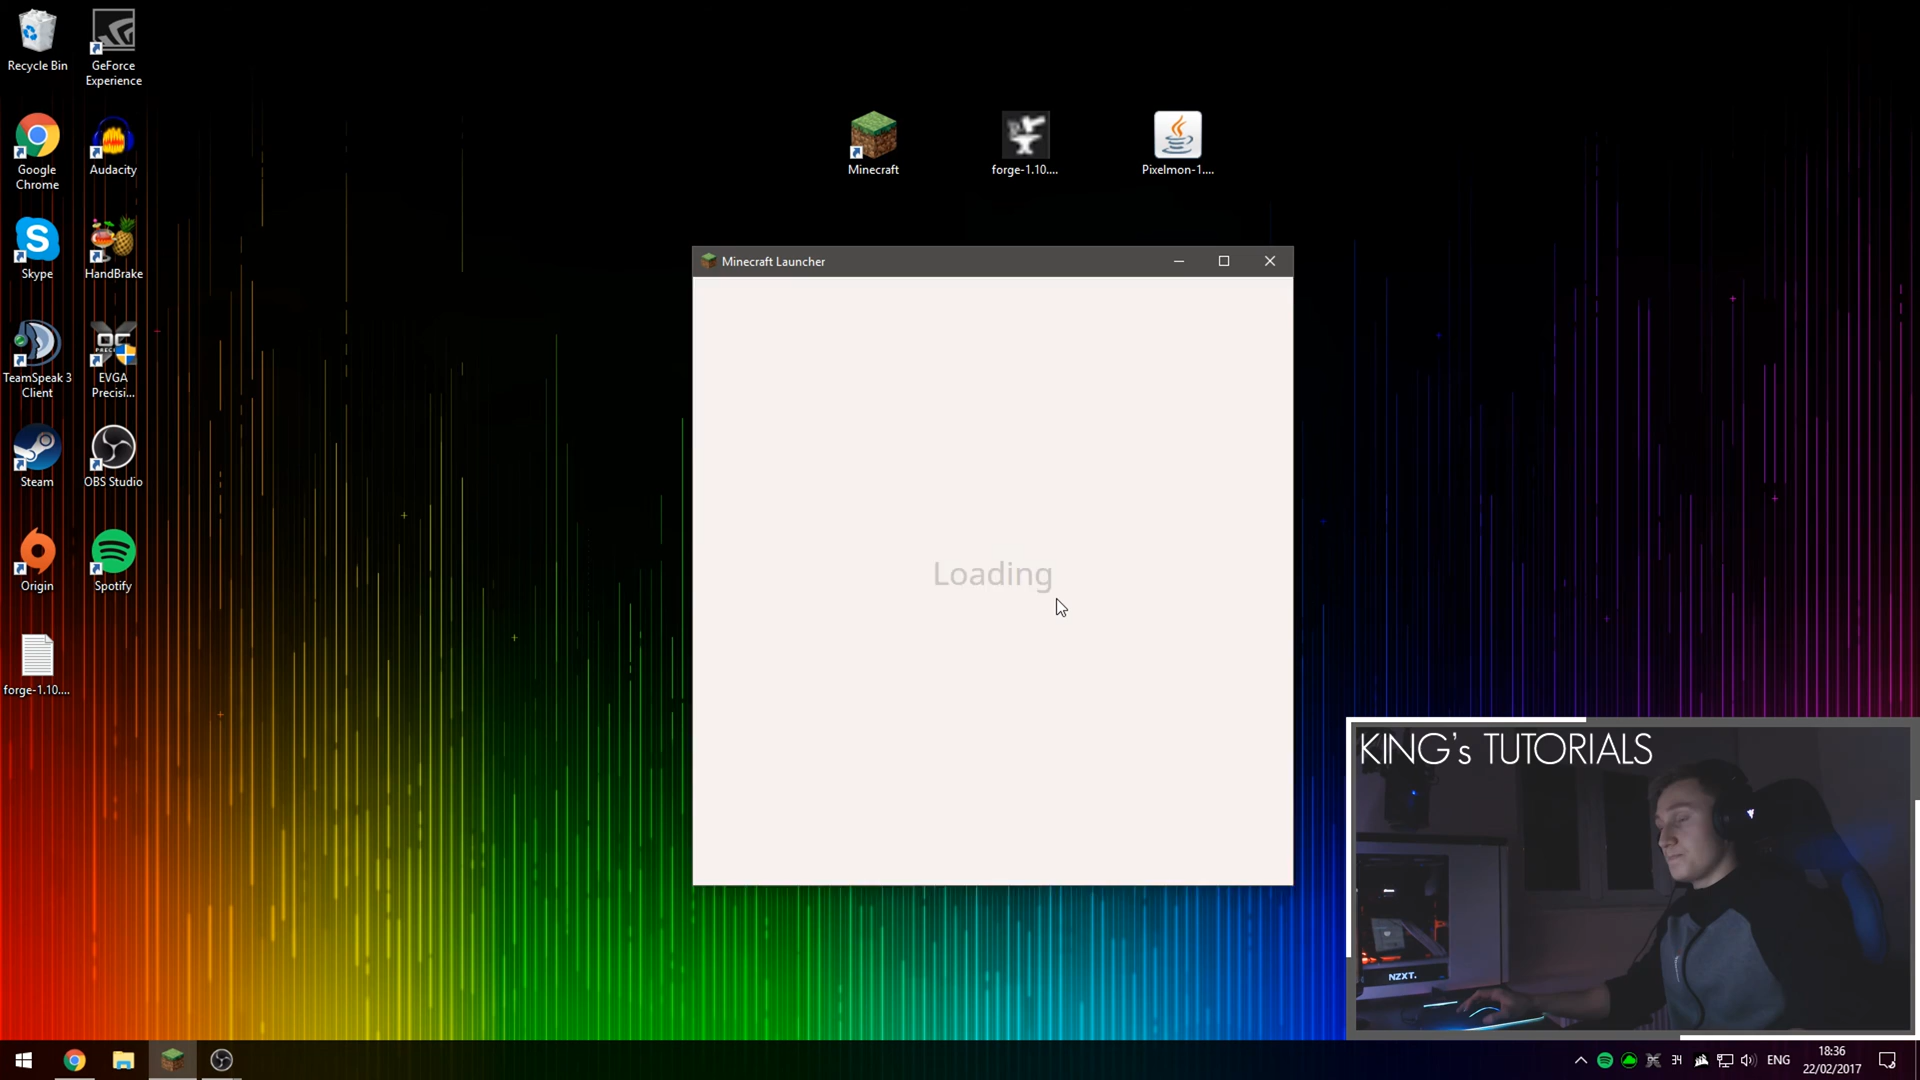 Recycle Bin
GeForce
Experience
Google
Chrome
Audacity
Skype
HandBrake
TeamSpeak 3
Client
EVGA
Precisi...
Steam
OBS Studio
Origin
Spotify
forge-1.10....
Minecraft
forge-1.10....
Pixelmon-1....
Minecraft Launcher
Loading
KING's TUTORIALS
NZXT.
34
ENG
18:36
22/02/2017